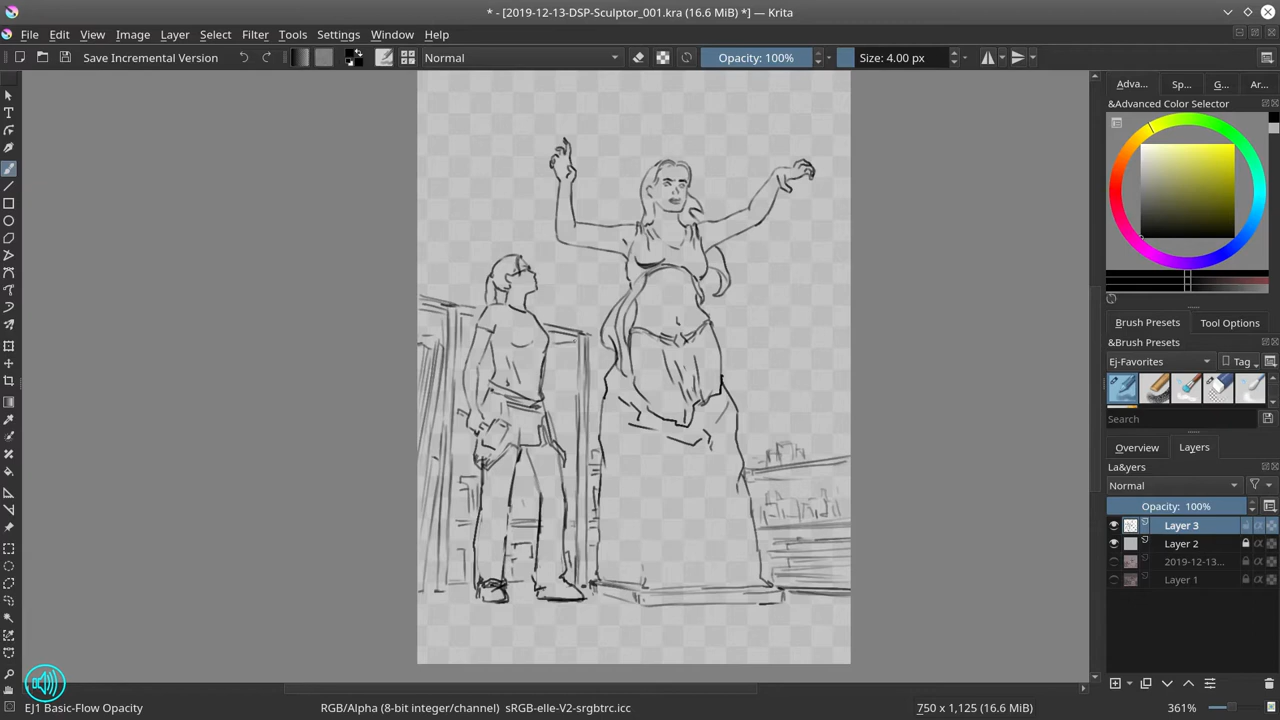 * - [2019-12-13-DSP-Sculptor_001.kra (16.6 MiB) *] — Krita
File Edit View Image Layer Select Filter Tools Settings Window Help
Save Incremental Version Normal Opacity: 100% Size: 4.00 px
Adva... Sp... G... Ar...
&Advanced Color Selector
Brush Presets Tool Options
&Brush Presets
Ej-Favorites Tag
Search
Overview Layers
La&yers
Normal
Opacity: 100%
Layer 3
Layer 2
2019-12-13...
Layer 1
EJ1 Basic-Flow Opacity RGB/Alpha (8-bit integer/channel) sRGB-elle-V2-srgbtrc.icc 750 x 1,125 (16.6 MiB) 361%